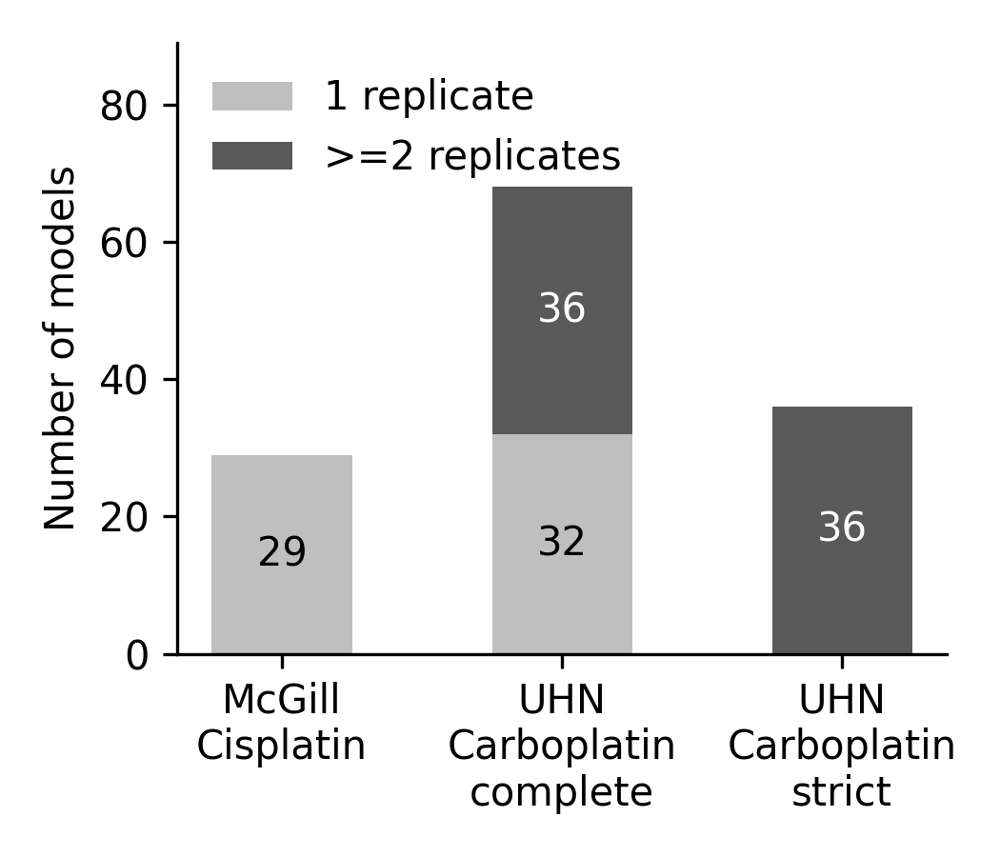 80
60
40
20
0
Number of models
1 replicate
>=2 replicates
29
36
32
36
McGill
Cisplatin
UHN
Carboplatin
complete
UHN
Carboplatin
strict